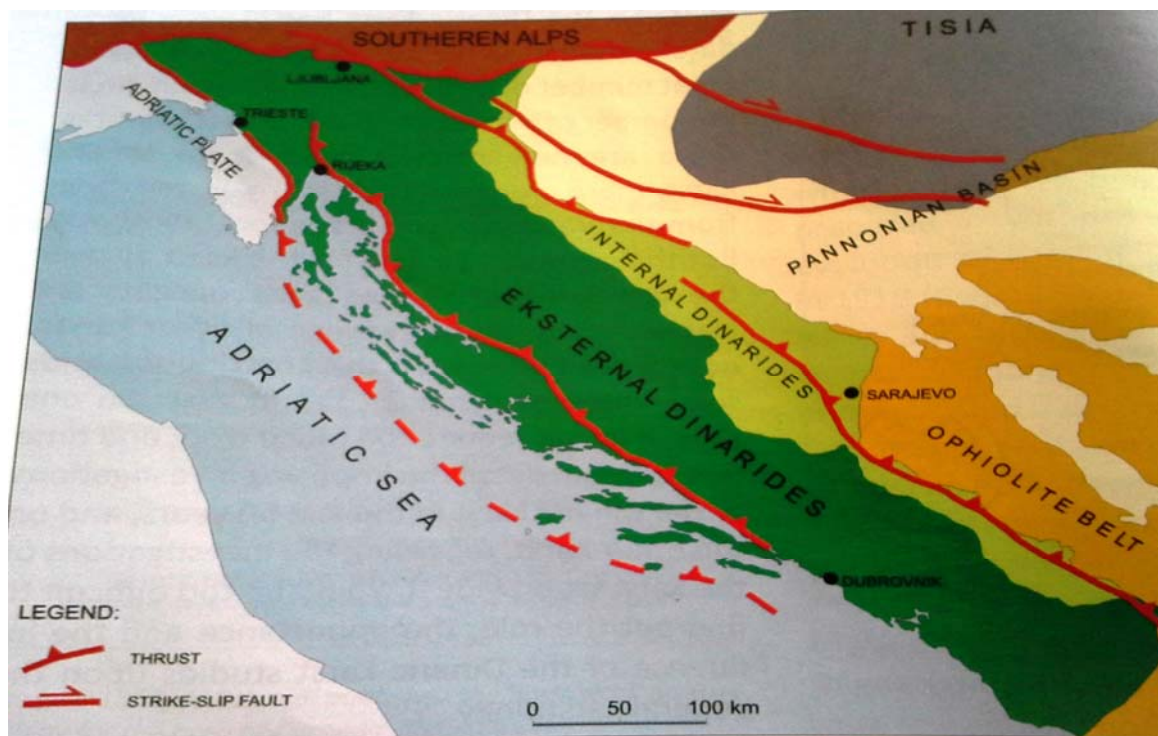 SOUTHEREN ALPS
TISIA
LJUBLJANA
ADRIATIC PLATE
TRIESTE
RIJEKA
PANNONIAN BASIN
INTERNAL DINARIDES
EKSTERNAL DINARIDES
ADRIATIC SEA
SARAJEVO
OPHIOLITE BELT
DUBROVNIK
LEGEND:
THRUST
STRIKE-SLIP FAULT
0 50 100 km